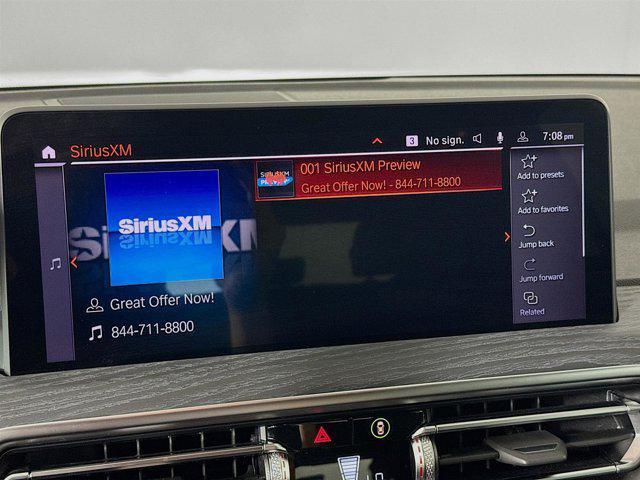 SiriusXM
3 No sign. 7:08 pm
001 SiriusXM Preview
Great Offer Now! - 844-711-8800
SiriusXM
Great Offer Now!
844-711-8800
Add to presets
Add to favorites
Jump back
Jump forward
Related